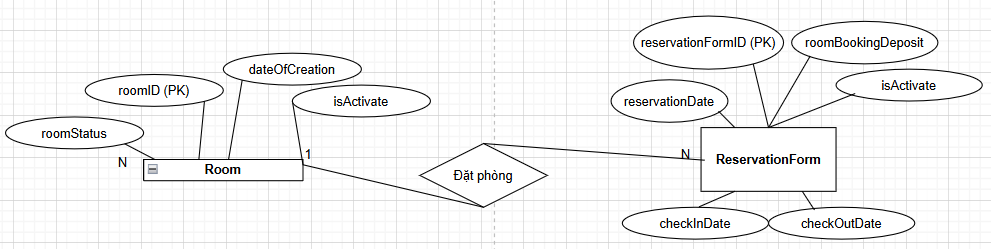 reservationFormID (PK)
roomBookingDeposit
dateOfCreation
roomID (PK)
isActivate
isActivate
reservationDate
roomStatus
N
Room
1
Đặt phòng
N
ReservationForm
checkInDate
checkOutDate